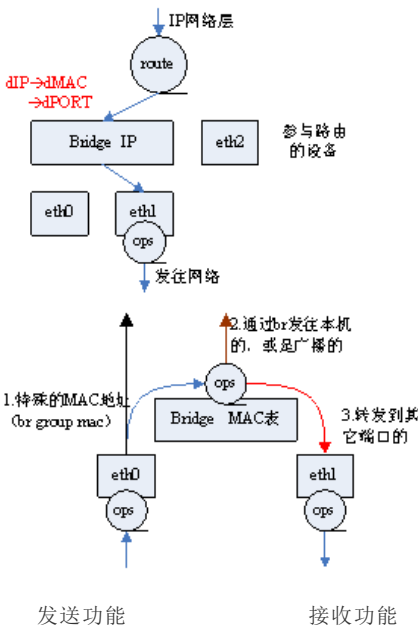 IP网络层
route
dIP→dMAC
→dPORT
Bridge IP
eth2
参与路由
的设备
eth0
eth1
ops
发往网络
2.通过br发往本机
的，或是广播的
1.特殊的MAC地址
（br group mac）
ops
Bridge MAC表
3.转发到其
它端口的
eth0
ops
eth1
ops
发送功能
接收功能